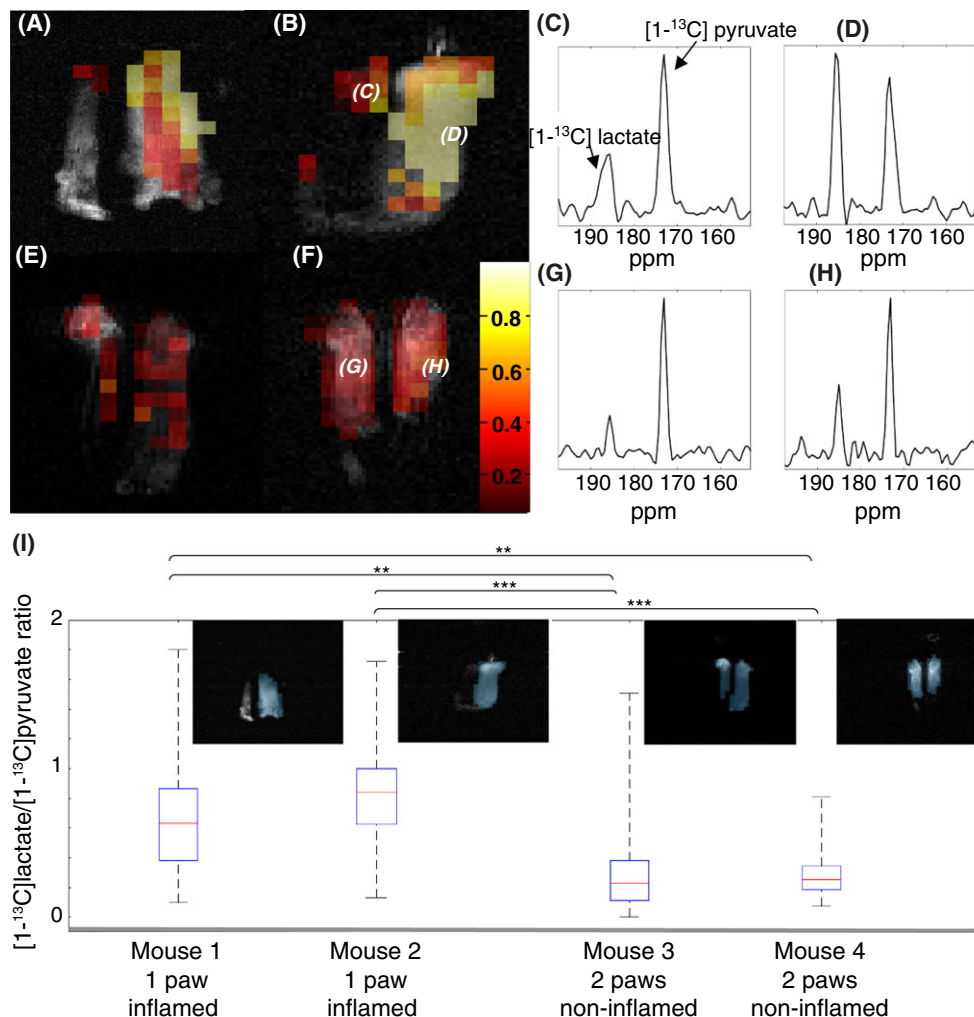 (A)
(B)
(C)
(D)
(C)
[1-¹³C] pyruvate
(D)
[1-¹³C] lactate
190 180 170 160
ppm
190 180 170 160
ppm
(E)
(F)
(G)
(H)
0.8
0.6
0.4
0.2
(G)
190 180 170 160
ppm
(H)
190 180 170 160
ppm
(I)
**
**
***
***
[1-¹³C]lactate/[1-¹³C]pyruvate ratio
2
1
0
Mouse 1
1 paw
inflamed
Mouse 2
1 paw
inflamed
Mouse 3
2 paws
non-inflamed
Mouse 4
2 paws
non-inflamed